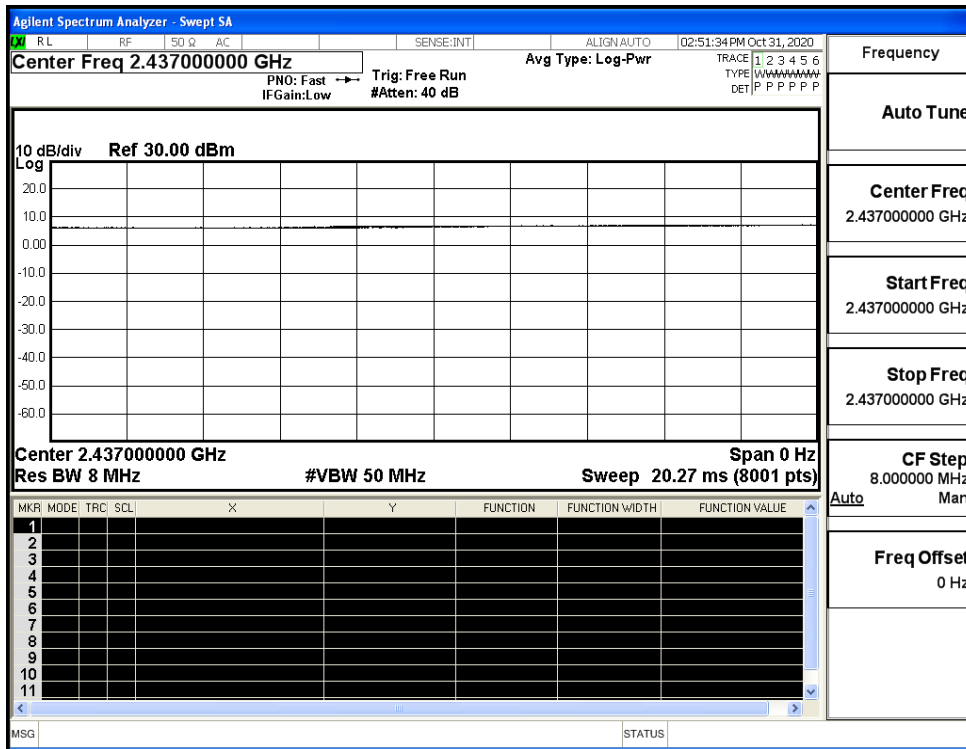 Agilent Spectrum Analyzer - Swept SA
LXI RL RF 50 Ω AC SENSE:INT ALIGN AUTO 02:51:34 PM Oct 31, 2020
Center Freq 2.437000000 GHz
PNO: Fast
IFGain:Low
Trig: Free Run
#Atten: 40 dB
Avg Type: Log-Pwr
TRACE 1 2 3 4 5 6
TYPE WWWWWW
DET P P P P P P
10 dB/div Ref 30.00 dBm
Log
20.0
10.0
0.00
-10.0
-20.0
-30.0
-40.0
-50.0
-60.0
Center 2.437000000 GHz Span 0 Hz
Res BW 8 MHz #VBW 50 MHz Sweep 20.27 ms (8001 pts)
MKR MODE TRC SCL X Y FUNCTION FUNCTION WIDTH FUNCTION VALUE
1
2
3
4
5
6
7
8
9
10
11
MSG STATUS
Frequency
Auto Tune
Center Freq
2.437000000 GHz
Start Freq
2.437000000 GHz
Stop Freq
2.437000000 GHz
CF Step
8.000000 MHz
Auto Man
Freq Offset
0 Hz